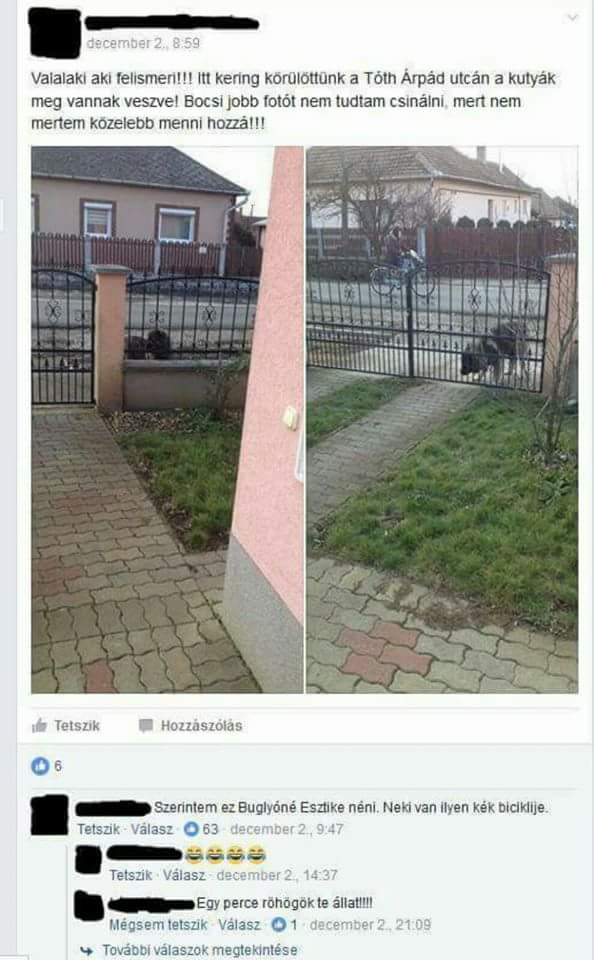 december 2., 8:59
Valalaki aki felismeri!!! Itt kering körülöttünk a Tóth Árpád utcán a kutyák
meg vannak veszve! Bocsi jobb fotót nem tudtam csinálni, mert nem
mertem közelebb menni hozzá!!!
Tetszik Hozzászólás
6
Szerintem ez Buglyóné Esztike néni. Neki van ilyen kék biciklije.
Tetszik · Válasz · 63 · december 2., 9:47
😂😂😂😂
Tetszik · Válasz · december 2., 14:37
Egy perce röhögök te állat!!!!
Mégsem tetszik · Válasz · 1 · december 2., 21:09
További válaszok megtekintése